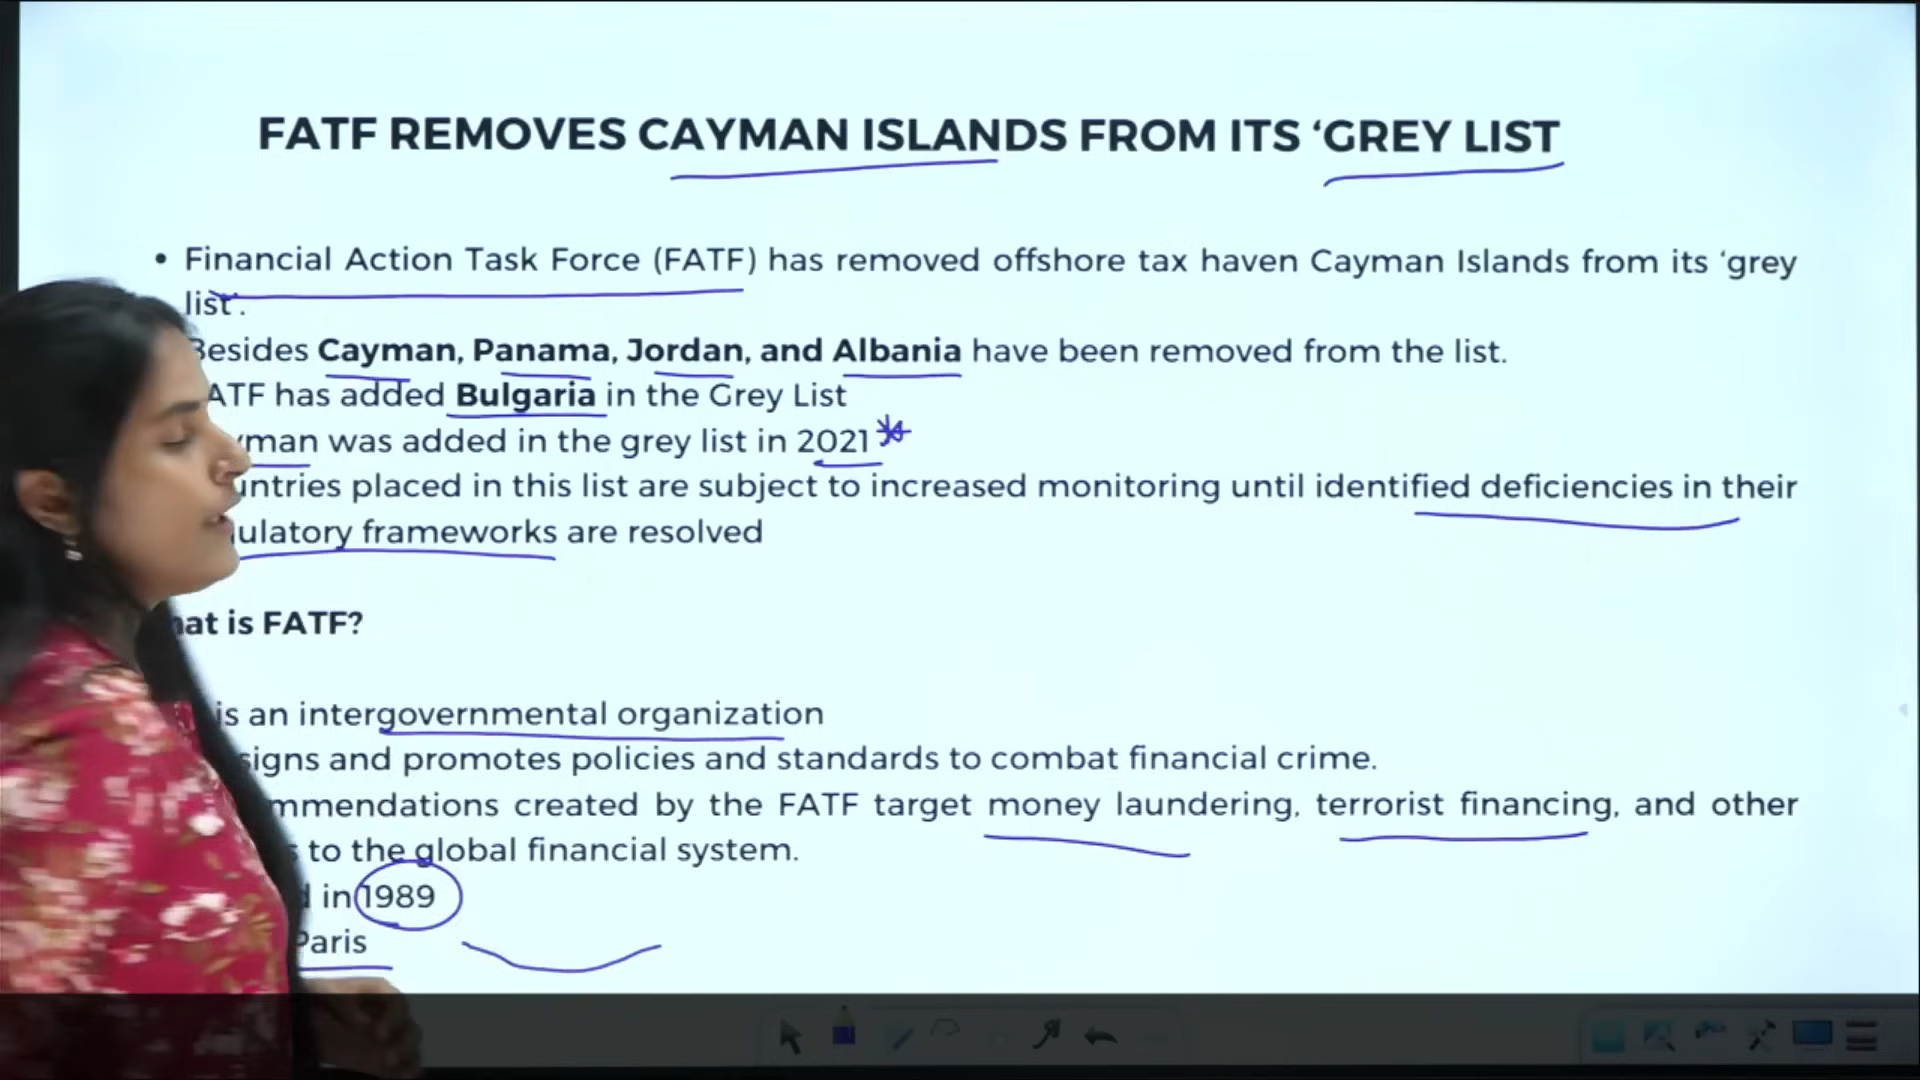 FATF REMOVES CAYMAN ISLANDS FROM ITS ‘GREY LIST
• Financial Action Task Force (FATF) has removed offshore tax haven Cayman Islands from its ‘grey
list’.
Besides Cayman, Panama, Jordan, and Albania have been removed from the list.
ATF has added Bulgaria in the Grey List
yman was added in the grey list in 2021
untries placed in this list are subject to increased monitoring until identified deficiencies in their
ulatory frameworks are resolved
hat is FATF?
is an intergovernmental organization
signs and promotes policies and standards to combat financial crime.
mmendations created by the FATF target money laundering, terrorist financing, and other
s to the global financial system.
d in 1989
Paris